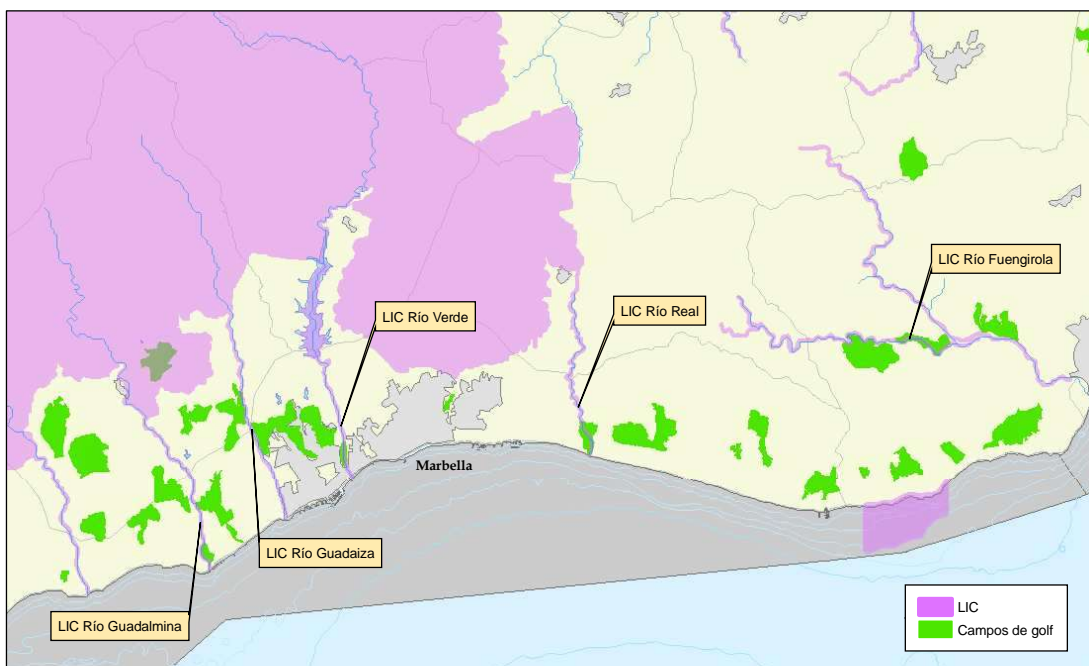 LIC Río Fuengirola
LIC Río Verde
LIC Río Real
Marbella
LIC Río Guadaiza
LIC Río Guadalmina
LIC
Campos de golf